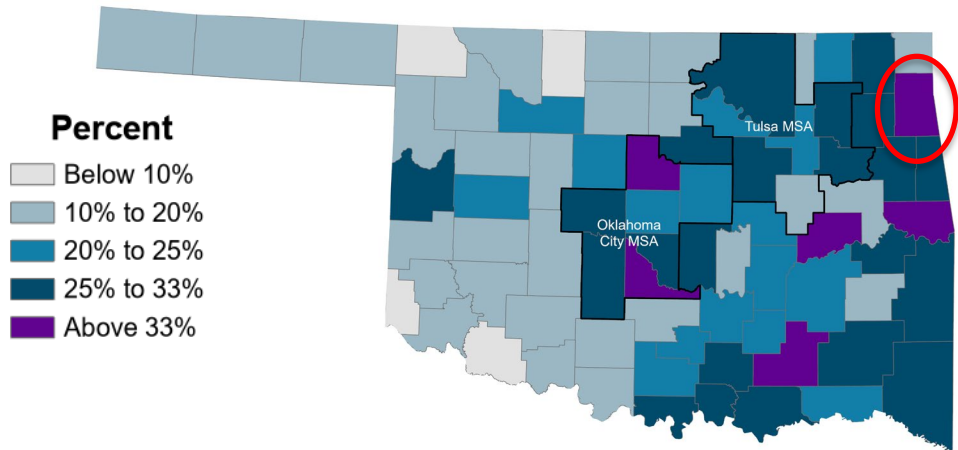 Percent
Below 10%
10% to 20%
20% to 25%
25% to 33%
Above 33%
Tulsa MSA
Oklahoma
City MSA